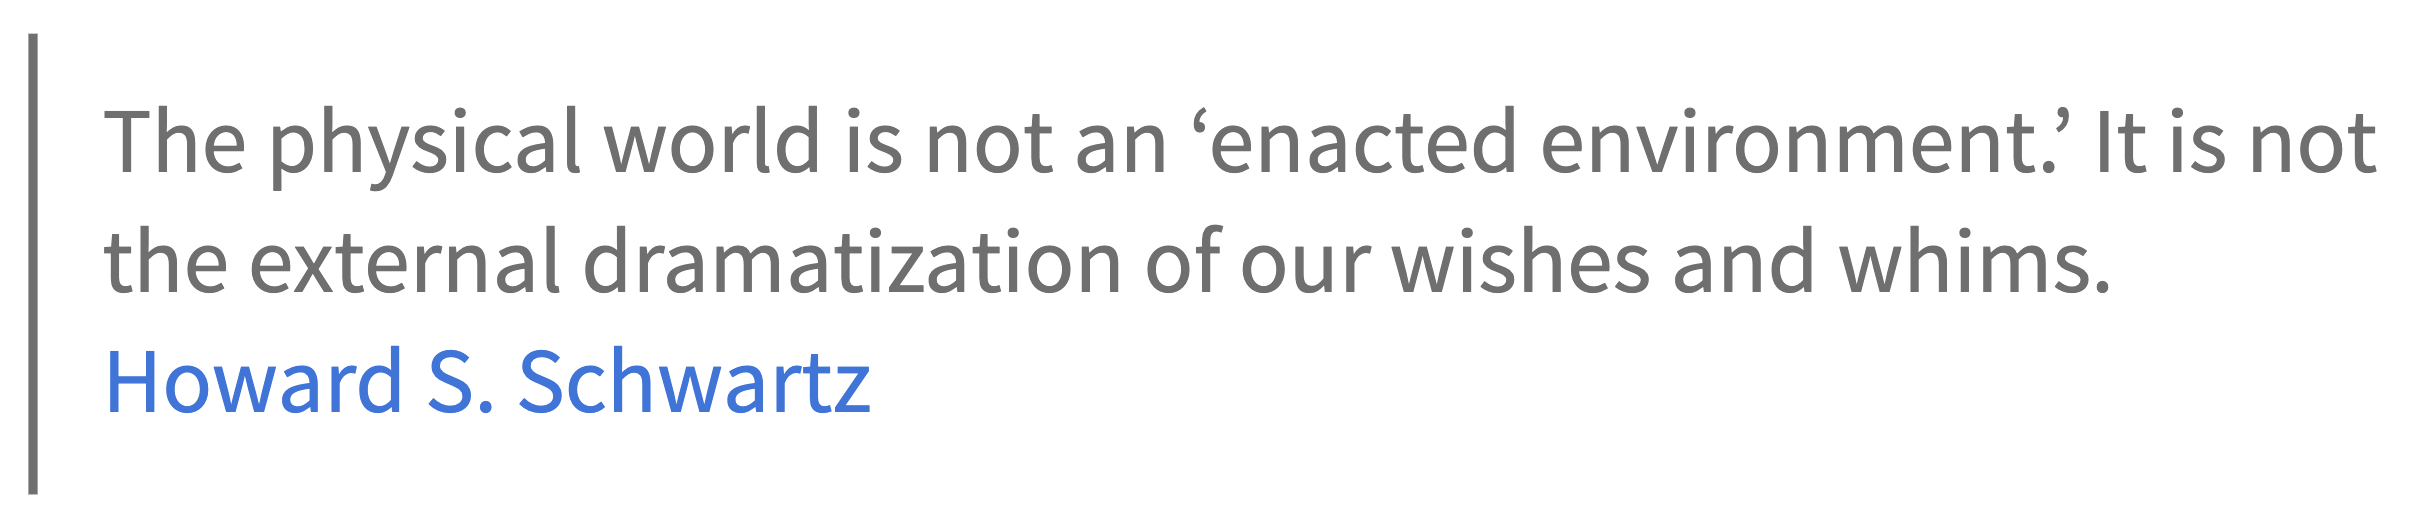 The physical world is not an ‘enacted environment.’ It is not
the external dramatization of our wishes and whims.
Howard S. Schwartz